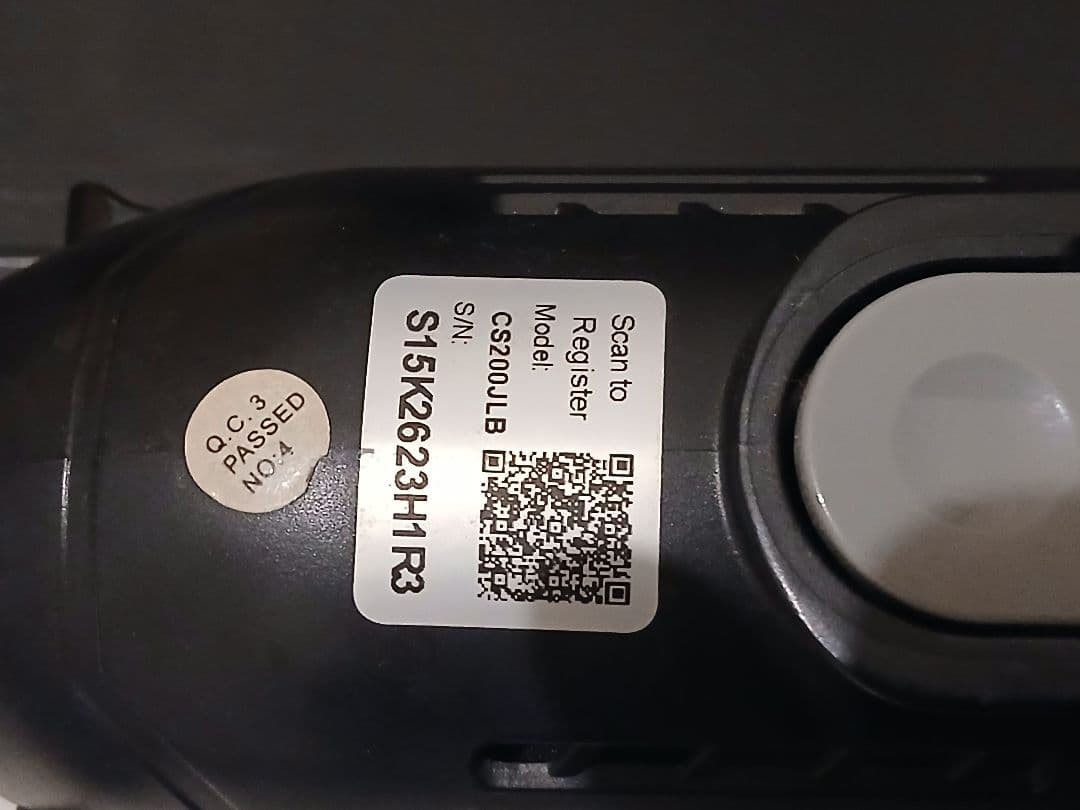 Scan to
Register
Model:
CS200JLB
S/N:
S15K2623H1R3
Q.C. 3
PASSED
NO:4